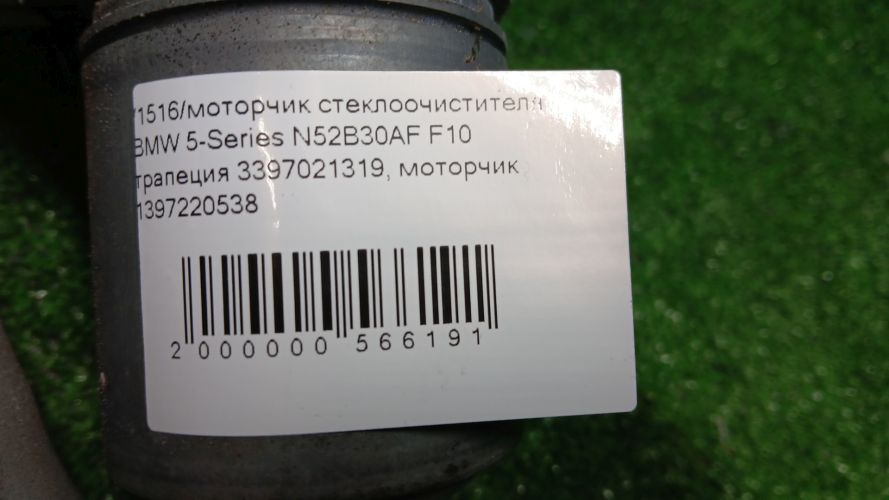 1516/моторчик стеклоочистителя
BMW 5-Series N52B30AF F10
трапеция 3397021319, моторчик
1397220538
2 000000 566191